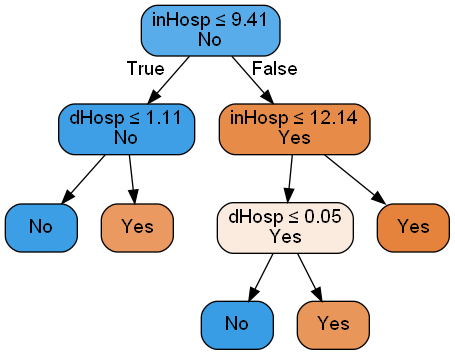 inHosp ≤ 9.41
No
True
False
dHosp ≤ 1.11
No
inHosp ≤ 12.14
Yes
No
Yes
dHosp ≤ 0.05
Yes
Yes
No
Yes